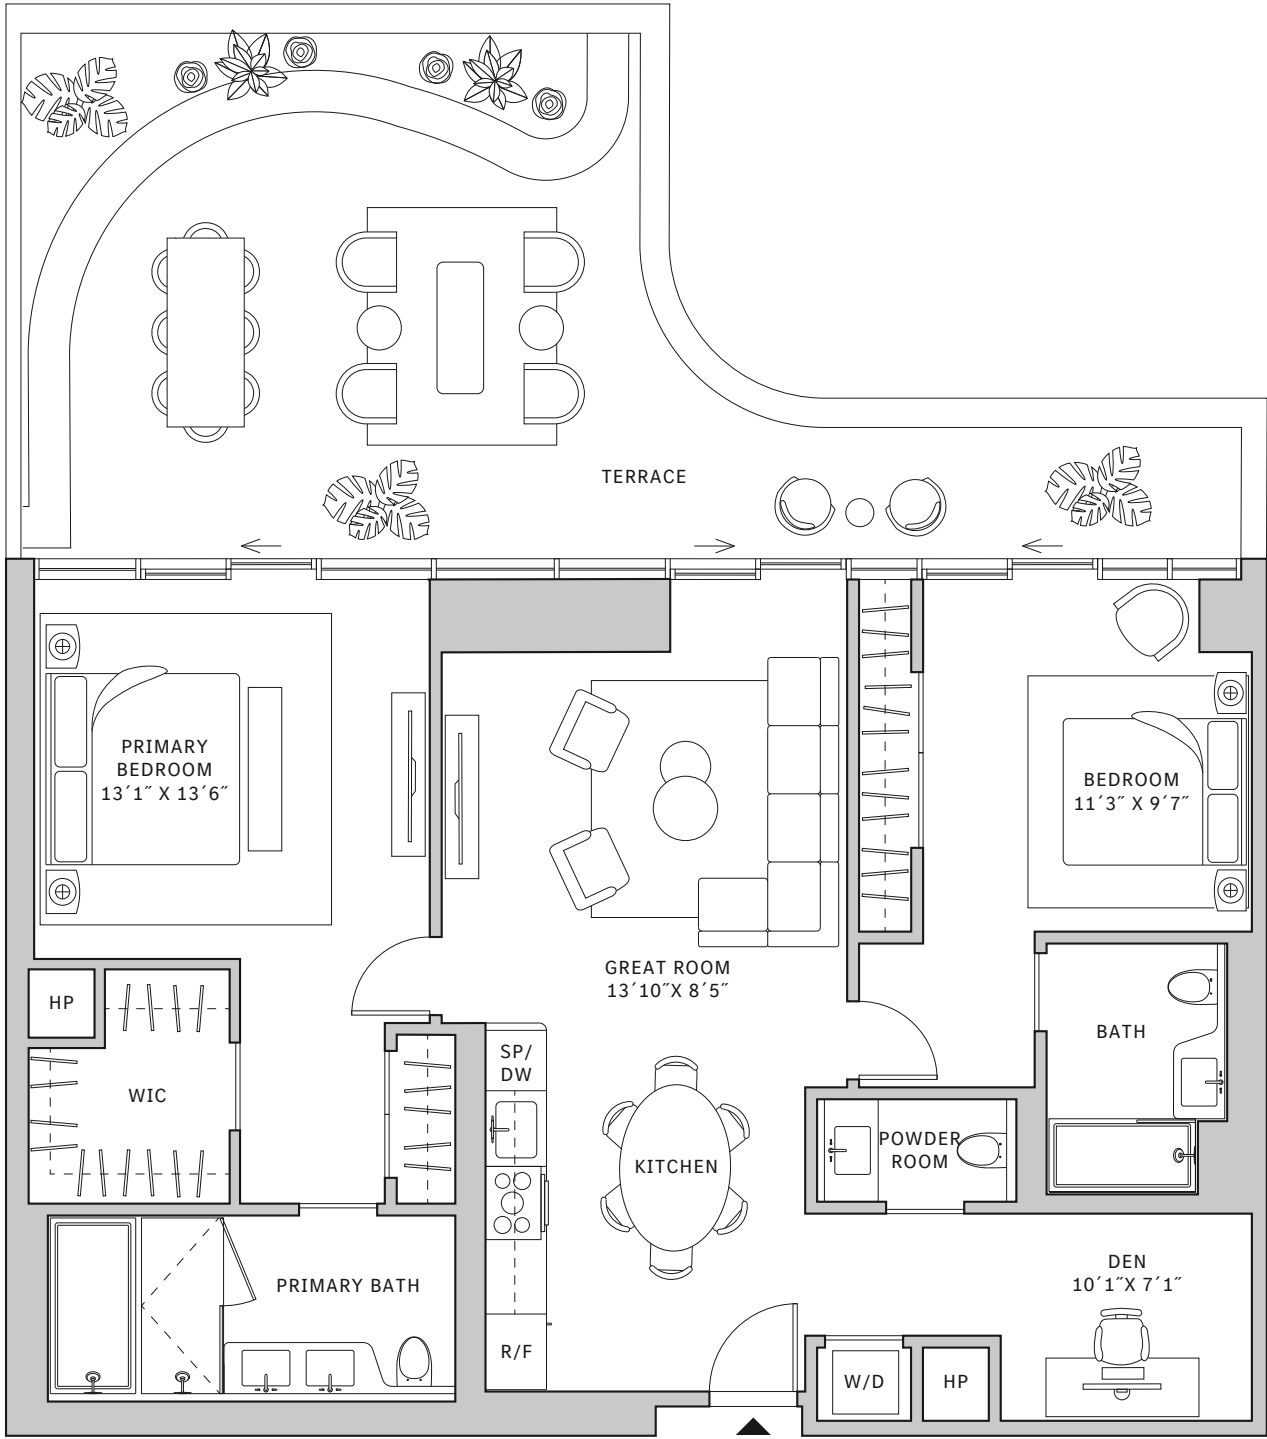 TERRACE
PRIMARY
BEDROOM
13´1˝ X 13´6˝
BEDROOM
11´3˝ X 9´7˝
GREAT ROOM
13´10˝X 8´5˝
HP
SP/
DW
BATH
WIC
POWDER
ROOM
KITCHEN
DEN
10´1˝X 7´1˝
PRIMARY BATH
R/F
W/D
HP